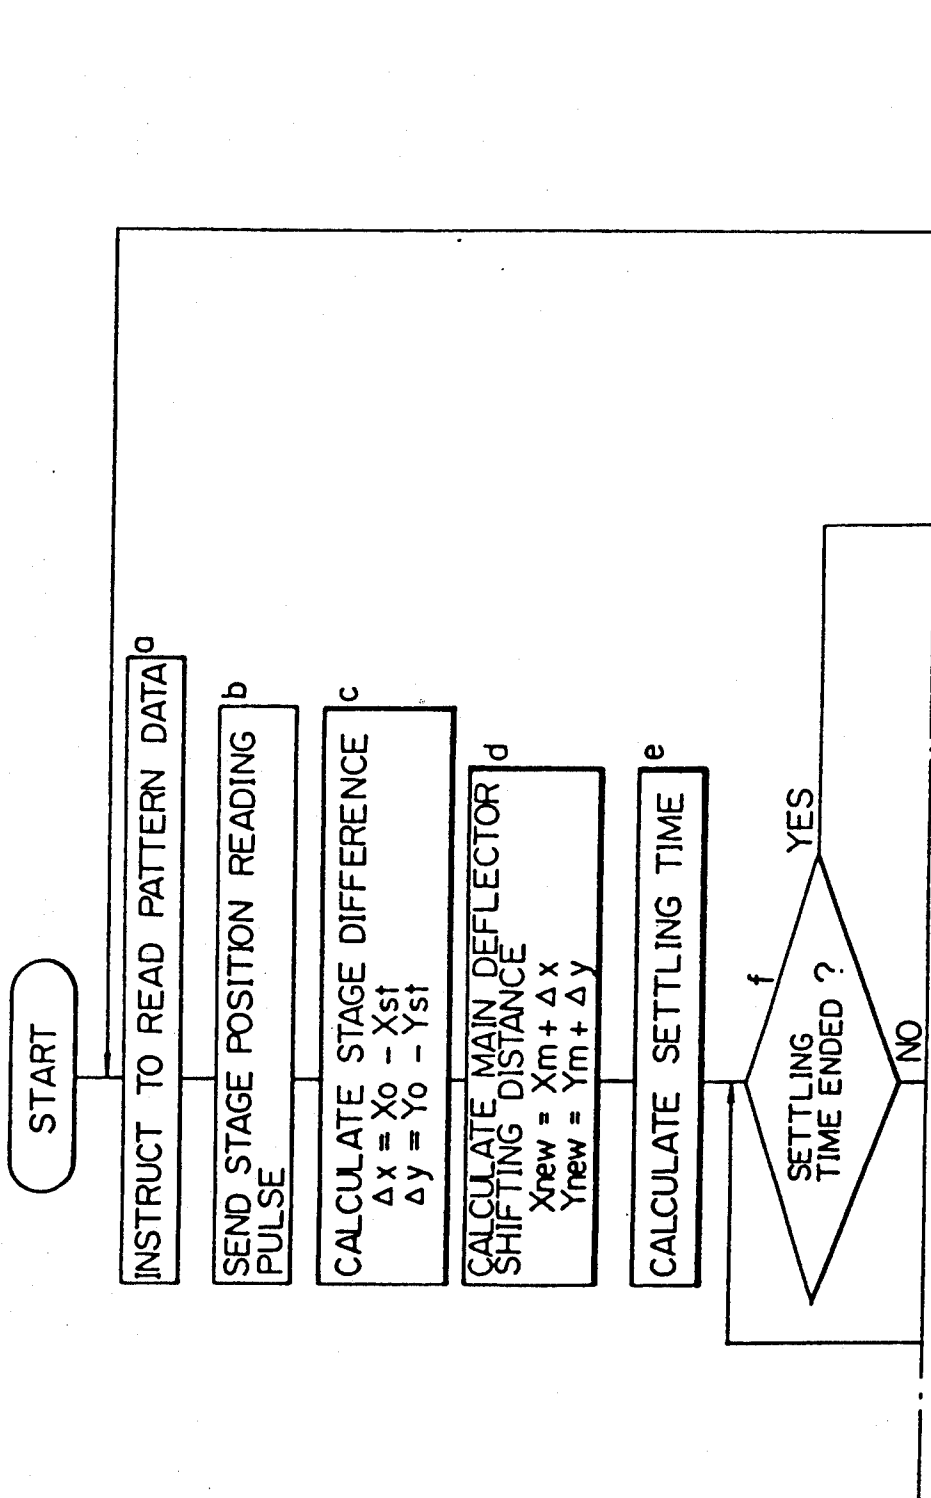 START
INSTRUCT TO READ PATTERN DATA
a
SEND STAGE POSITION READING
PULSE
b
CALCULATE STAGE DIFFERENCE
Δx = Xo - Xst
Δy = Yo - Yst
c
CALCULATE MAIN DEFLECTOR
SHIFTING DISTANCE
Xnew = Xm + Δx
Ynew = Ym + Δy
d
CALCULATE SETTLING TIME
e
f
SETTLING
TIME ENDED ?
YES
NO